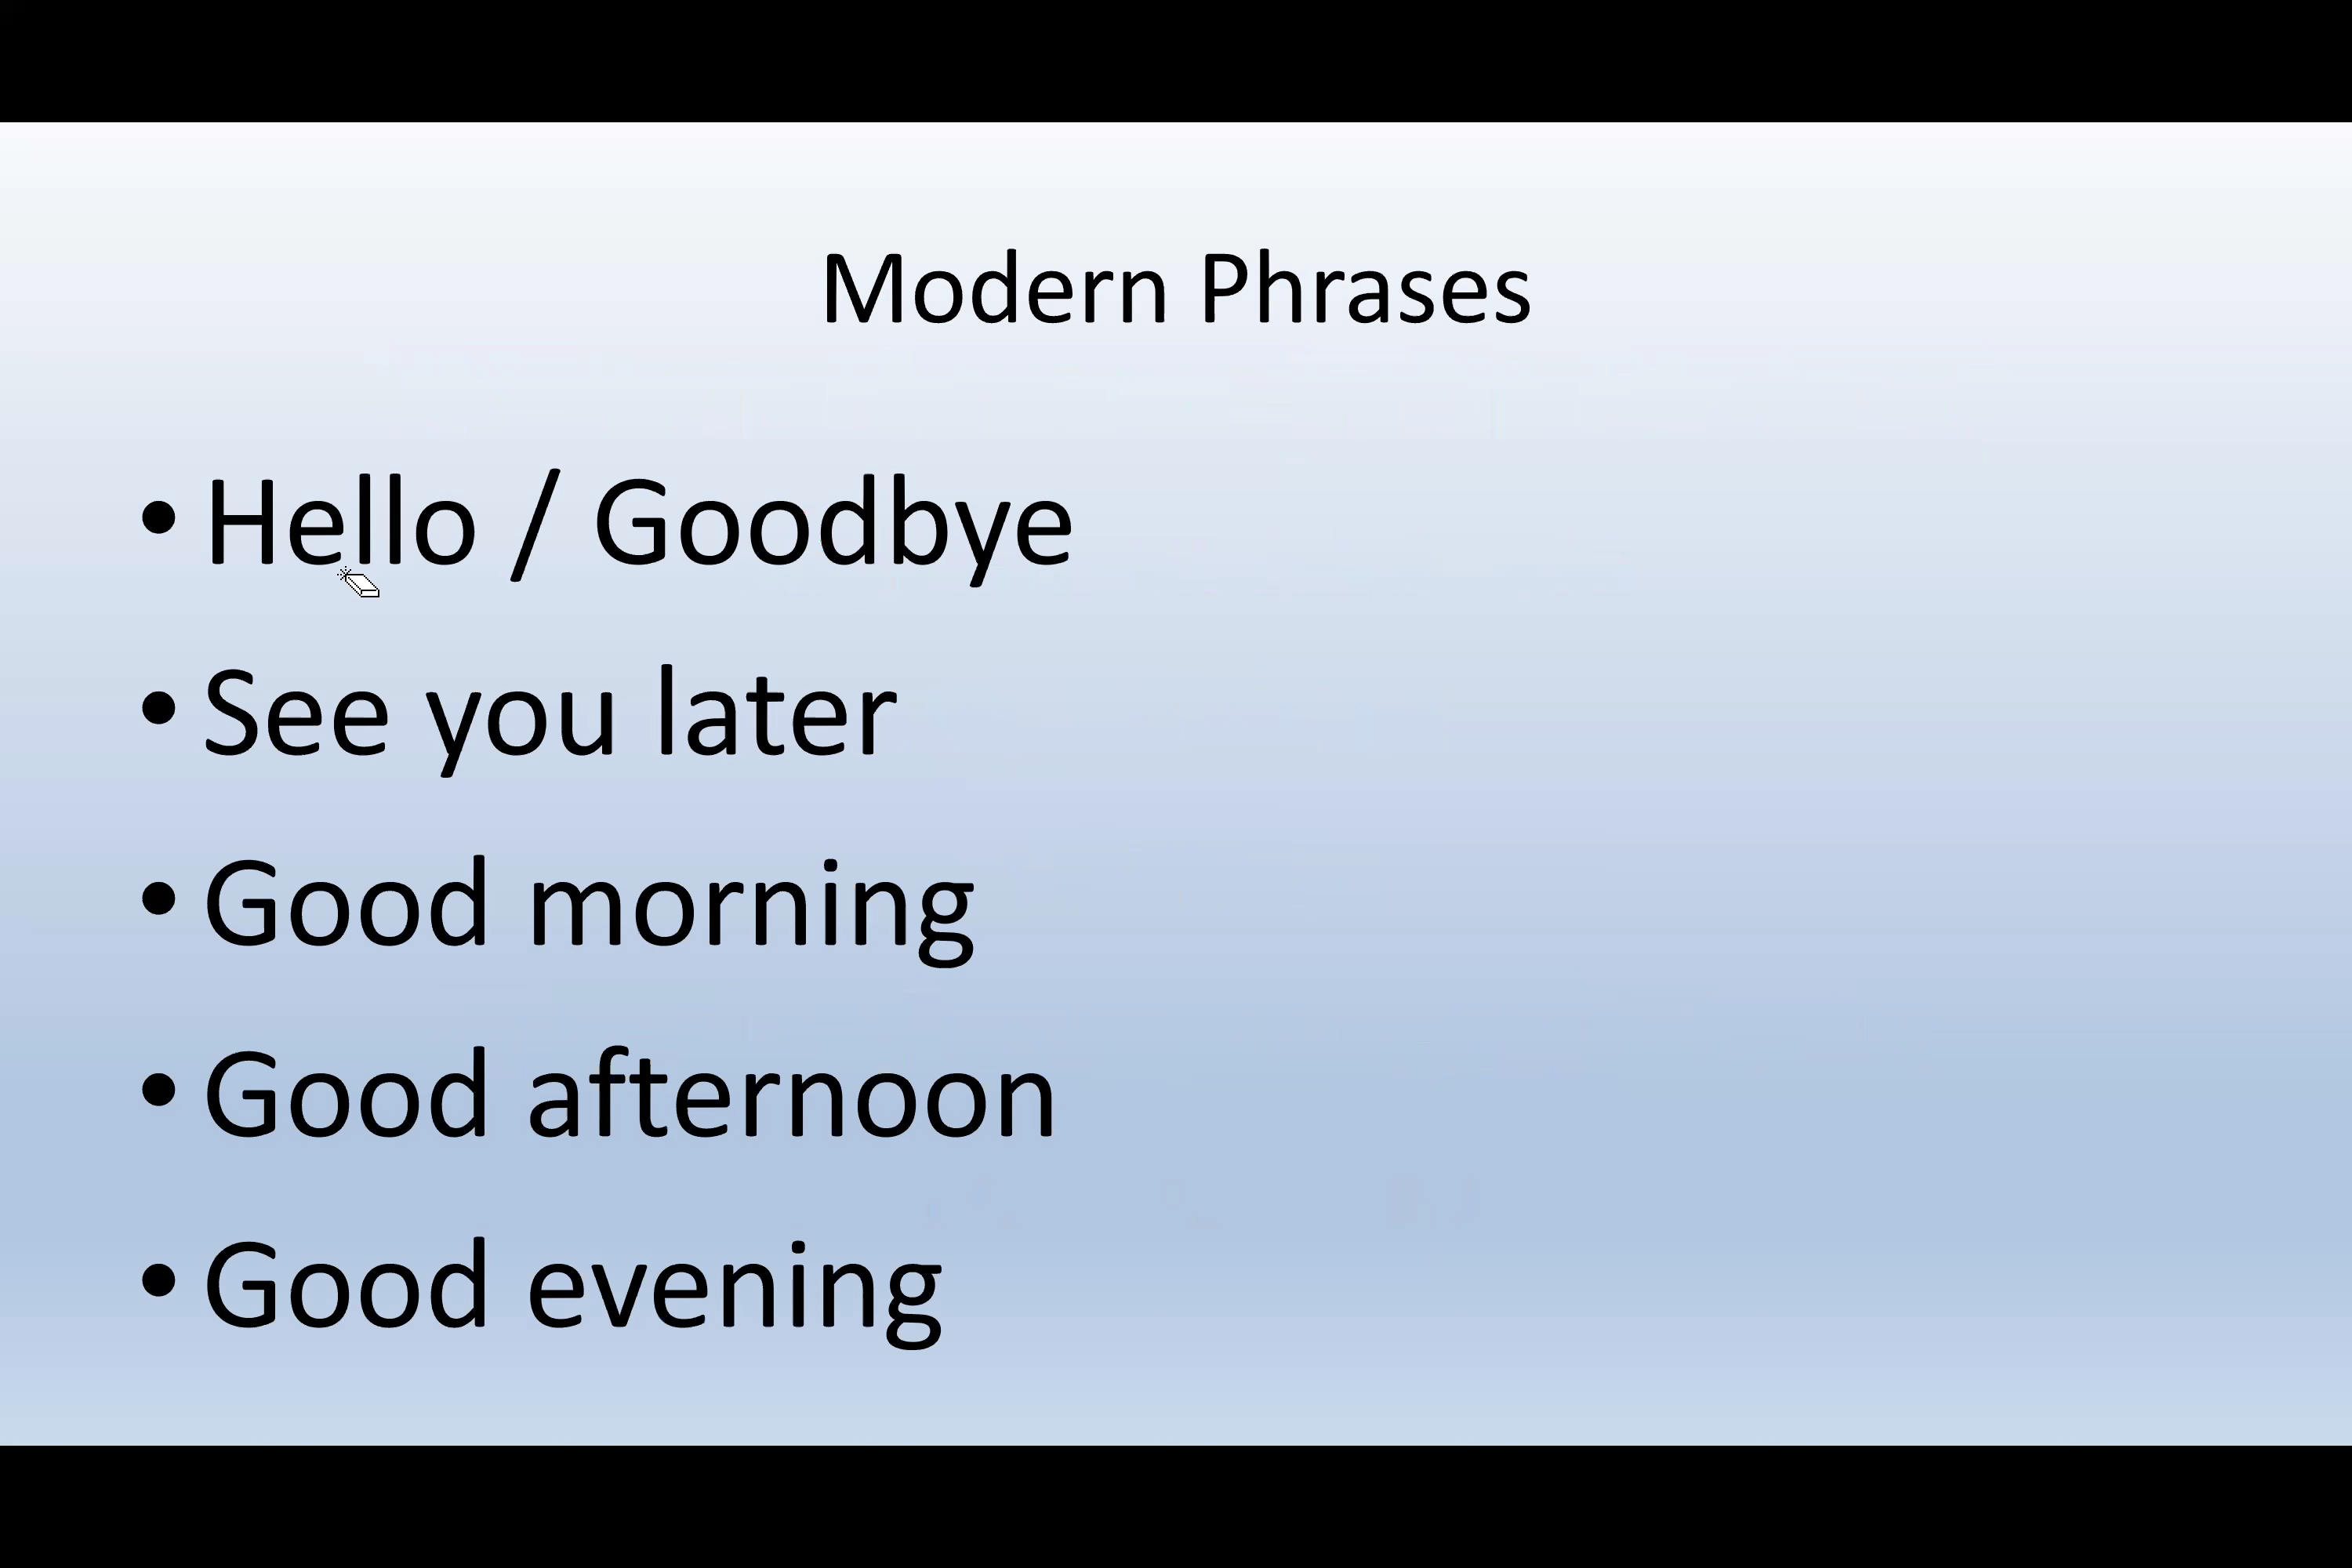 Modern Phrases
• Hello / Goodbye
• See you later
• Good morning
• Good afternoon
• Good evening